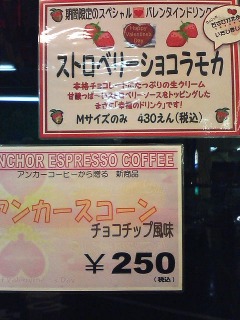 期間限定のスペシャル バレンタインドリンク
Happy
Valentine's
Day
ストロベリーショコラモカ
本格チョコレートのたっぷりの生クリーム
甘酸っぱ〜いストロベリーソースをトッピングした
まさに「幸福のドリンク」です!
Mサイズのみ 430えん(税込)
ANCHOR ESPRESSO COFFEE
アンカーコーヒーから贈る 新商品
アンカースコーン
チョコチップ風味
¥250
(税込)